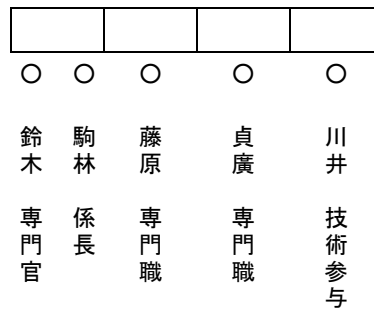 ○ ○ ○ ○ ○
川井 技術参与
貞廣 専門職
藤原 専門職
駒林 係長
鈴木 専門官